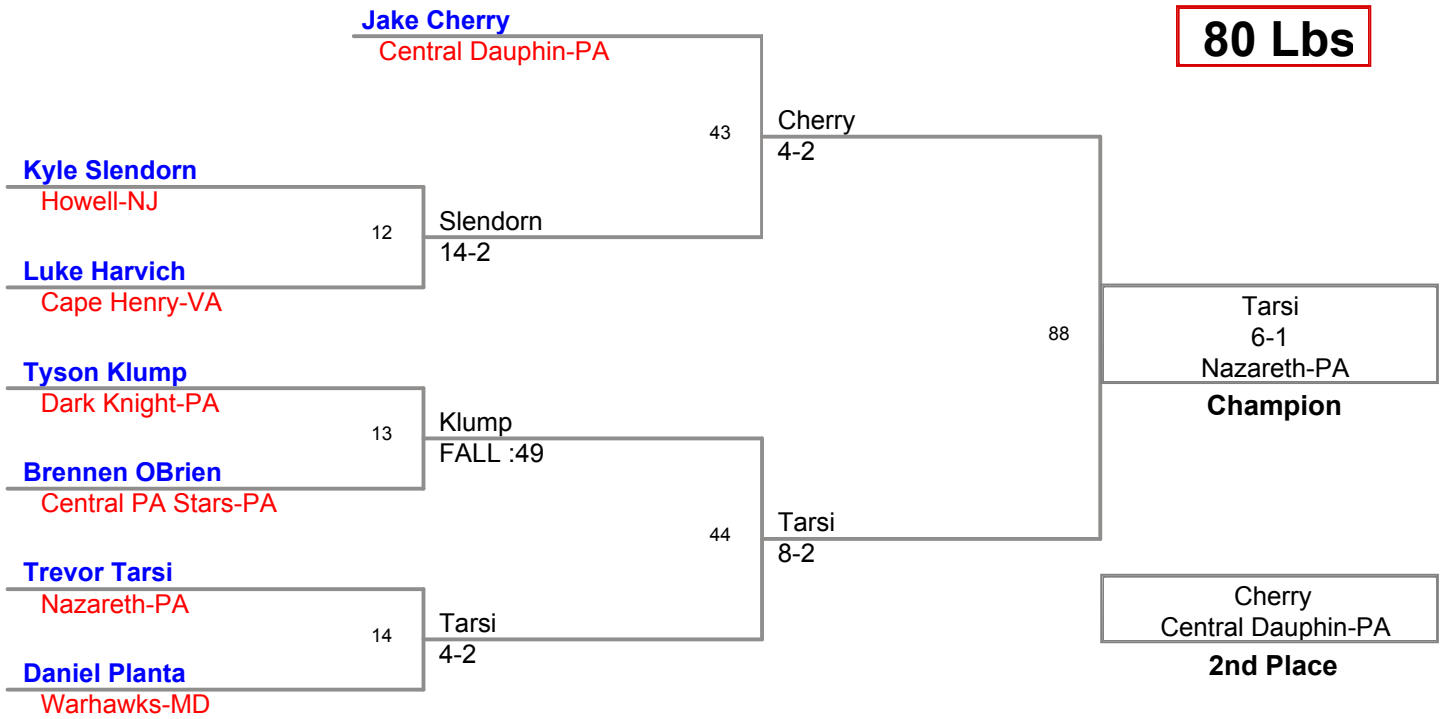 Jake Cherry
Central Dauphin-PA
80 Lbs
43
Cherry
4-2
Kyle Slendorn
Howell-NJ
12
Slendorn
14-2
Luke Harvich
Cape Henry-VA
Tarsi
6-1
Nazareth-PA
Champion
88
Tyson Klump
Dark Knight-PA
13
Klump
FALL :49
Brennen OBrien
Central PA Stars-PA
44
Tarsi
8-2
Trevor Tarsi
Nazareth-PA
14
Tarsi
4-2
Daniel Planta
Warhawks-MD
Cherry
Central Dauphin-PA
2nd Place